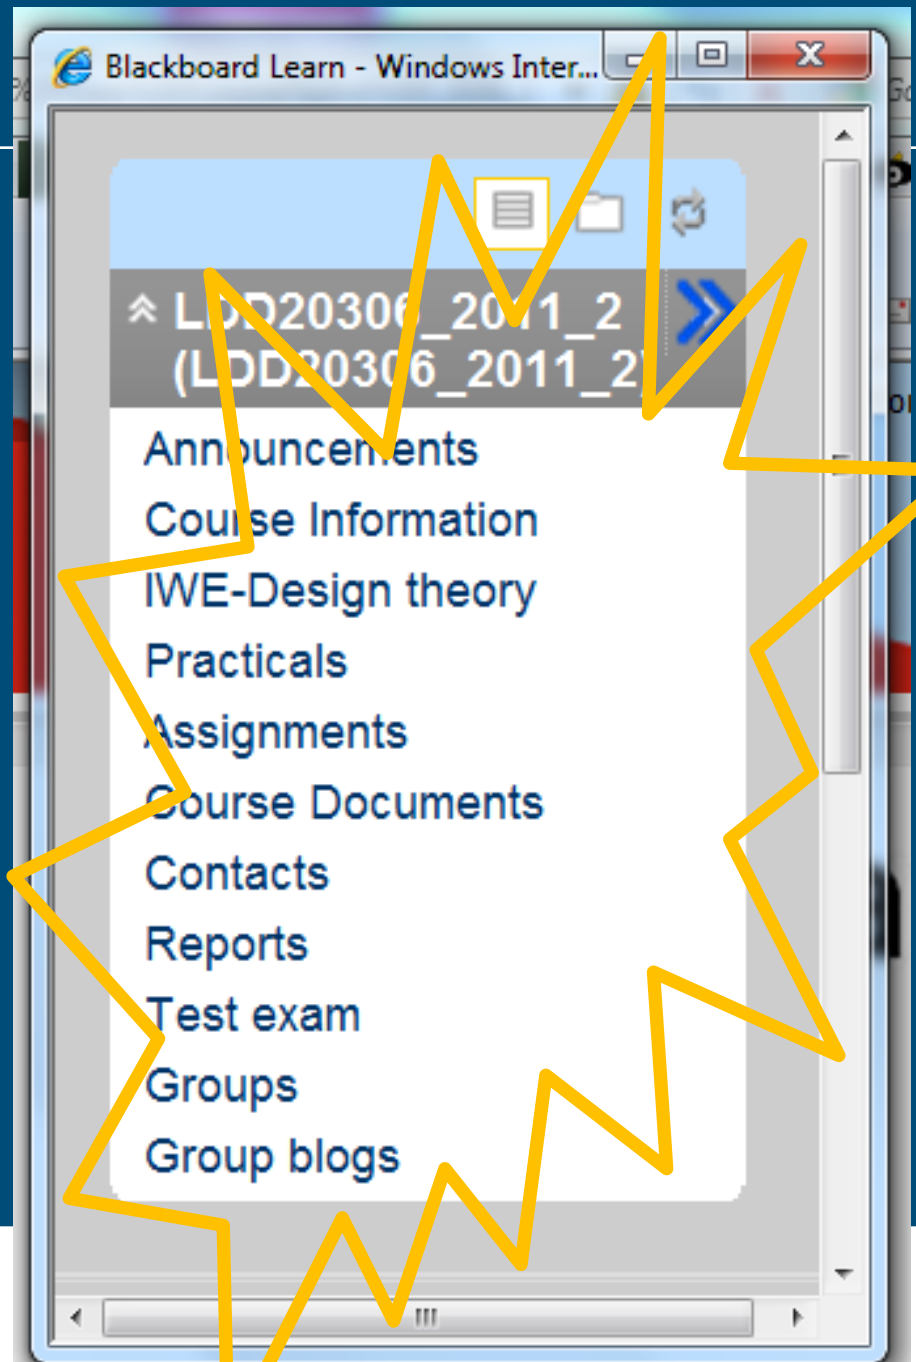 Blackboard Learn - Windows Inter...
LDD20306_2011_2
(LDD20306_2011_2)
Announcements
Course Information
IWE-Design theory
Practicals
Assignments
Course Documents
Contacts
Reports
Test exam
Groups
Group blogs